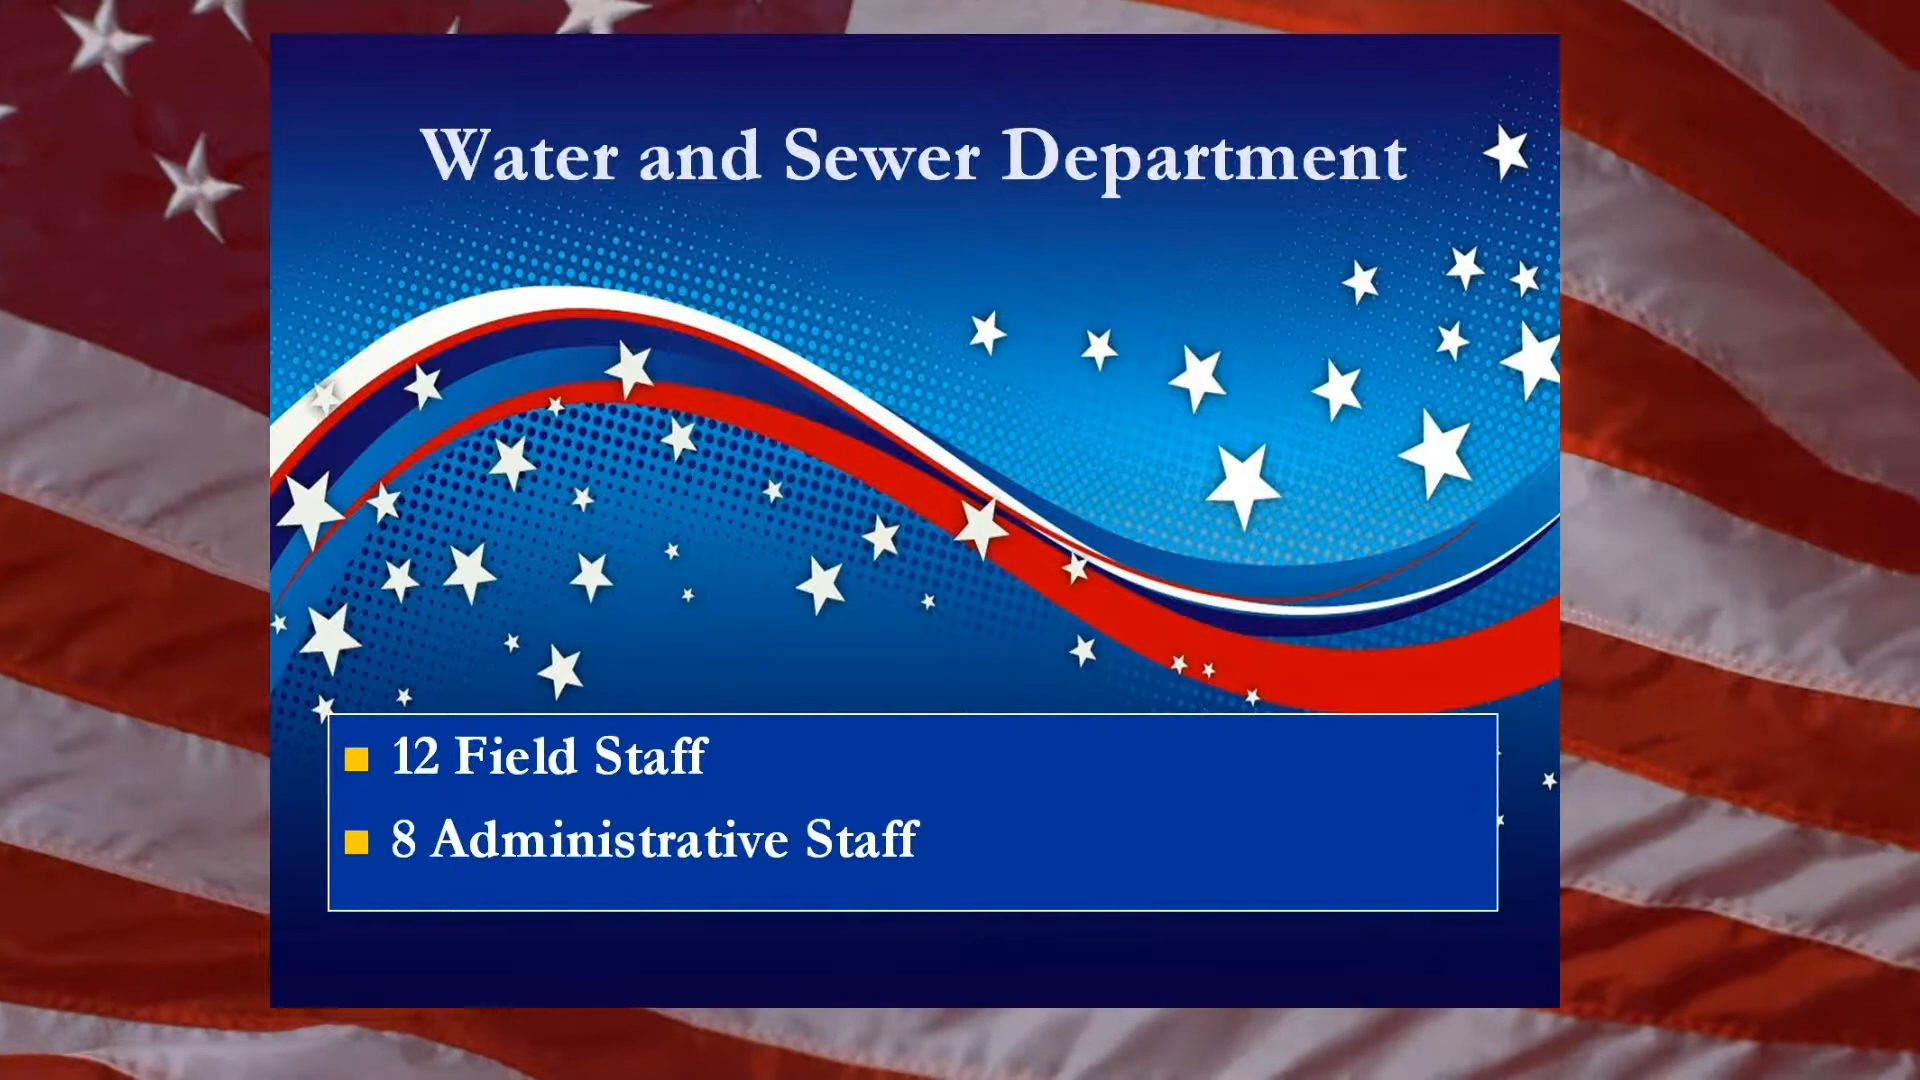 Water and Sewer Department
12 Field Staff
8 Administrative Staff